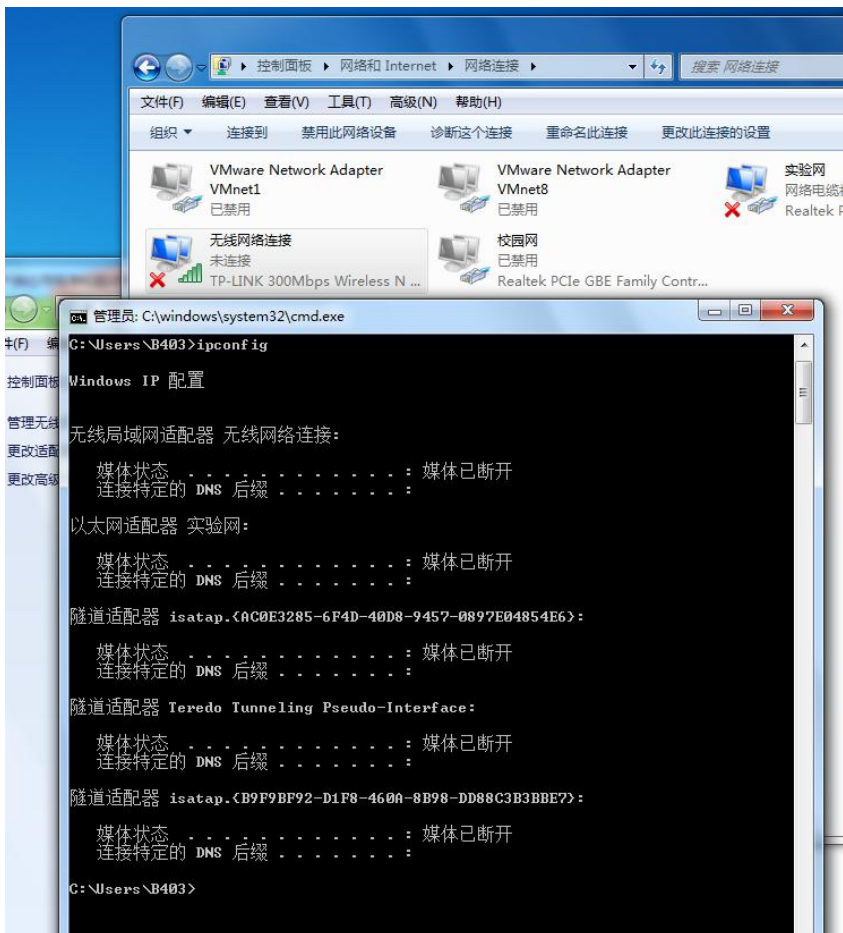 控制面板 ▶ 网络和 Internet ▶ 网络连接 ▶
搜索 网络连接
文件(F) 编辑(E) 查看(V) 工具(T) 高级(N) 帮助(H)
组织 ▼ 连接到 禁用此网络设备 诊断这个连接 重命名此连接 更改此连接的设置
VMware Network Adapter
VMnet1
已禁用
VMware Network Adapter
VMnet8
已禁用
实验网
网络电缆
Realtek
无线网络连接
未连接
TP-LINK 300Mbps Wireless N ...
校园网
已禁用
Realtek PCIe GBE Family Contr...
控制面板
管理无线
更改适配
更改高级
管理员: C:\windows\system32\cmd.exe
C:\Users\B403>ipconfig
Windows IP 配置
无线局域网适配器 无线网络连接:
媒体状态 . . . . . . . . . . . . : 媒体已断开
连接特定的 DNS 后缀 . . . . . . . :
以太网适配器 实验网:
媒体状态 . . . . . . . . . . . . : 媒体已断开
连接特定的 DNS 后缀 . . . . . . . :
隧道适配器 isatap.{AC0E3285-6F4D-40D8-9457-0897E04854E6}:
媒体状态 . . . . . . . . . . . . : 媒体已断开
连接特定的 DNS 后缀 . . . . . . . :
隧道适配器 Teredo Tunneling Pseudo-Interface:
媒体状态 . . . . . . . . . . . . : 媒体已断开
连接特定的 DNS 后缀 . . . . . . . :
隧道适配器 isatap.{B9F9BF92-D1F8-460A-8B98-DD88C3B3BBE7}:
媒体状态 . . . . . . . . . . . . : 媒体已断开
连接特定的 DNS 后缀 . . . . . . . :
C:\Users\B403>